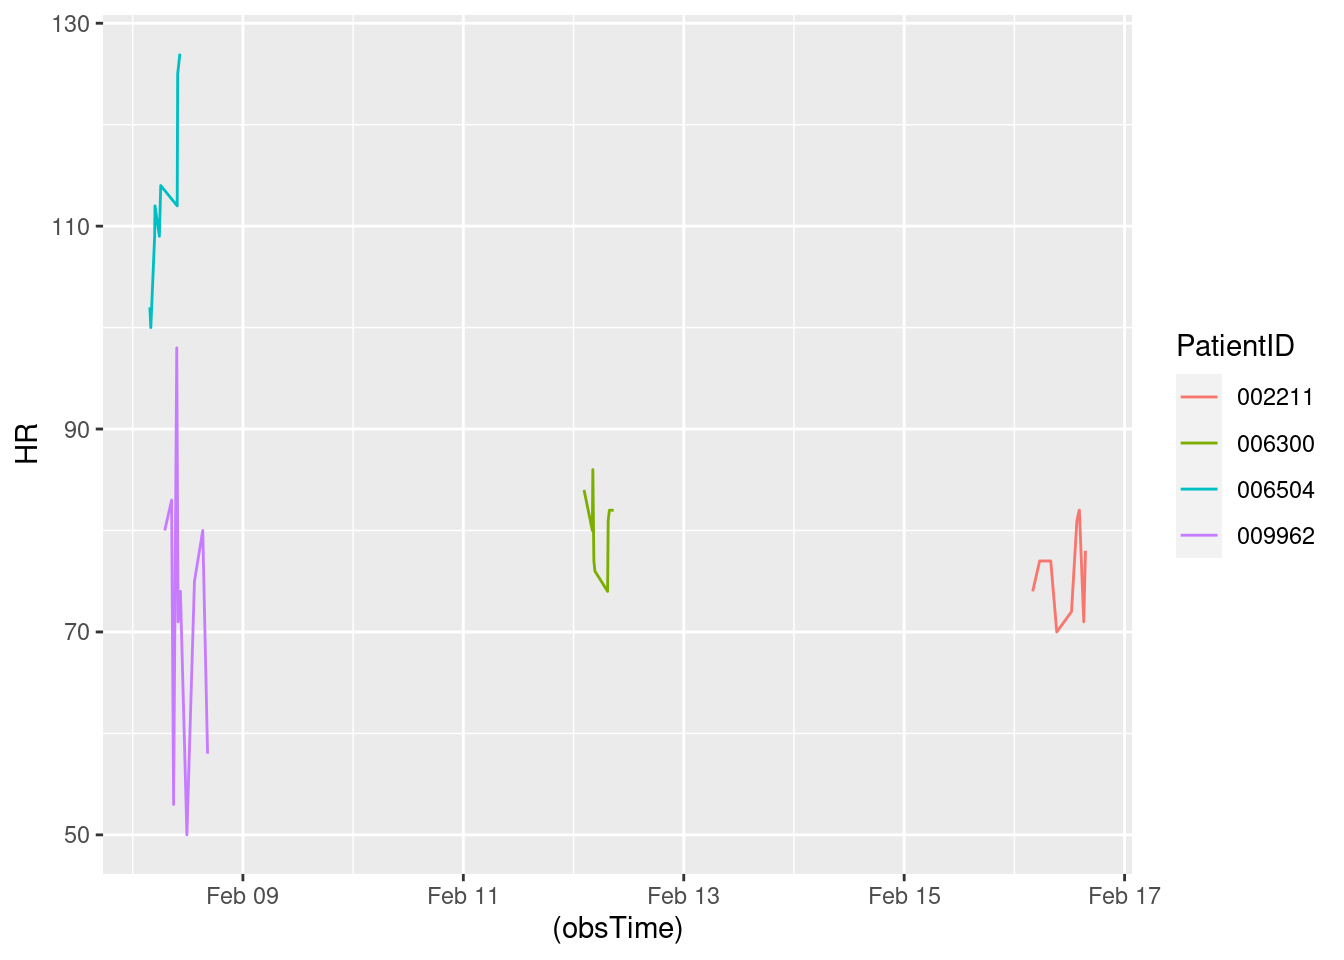 130
110
90
70
50
HR
Feb 09
Feb 11
Feb 13
Feb 15
Feb 17
(obsTime)
PatientID
002211
006300
006504
009962